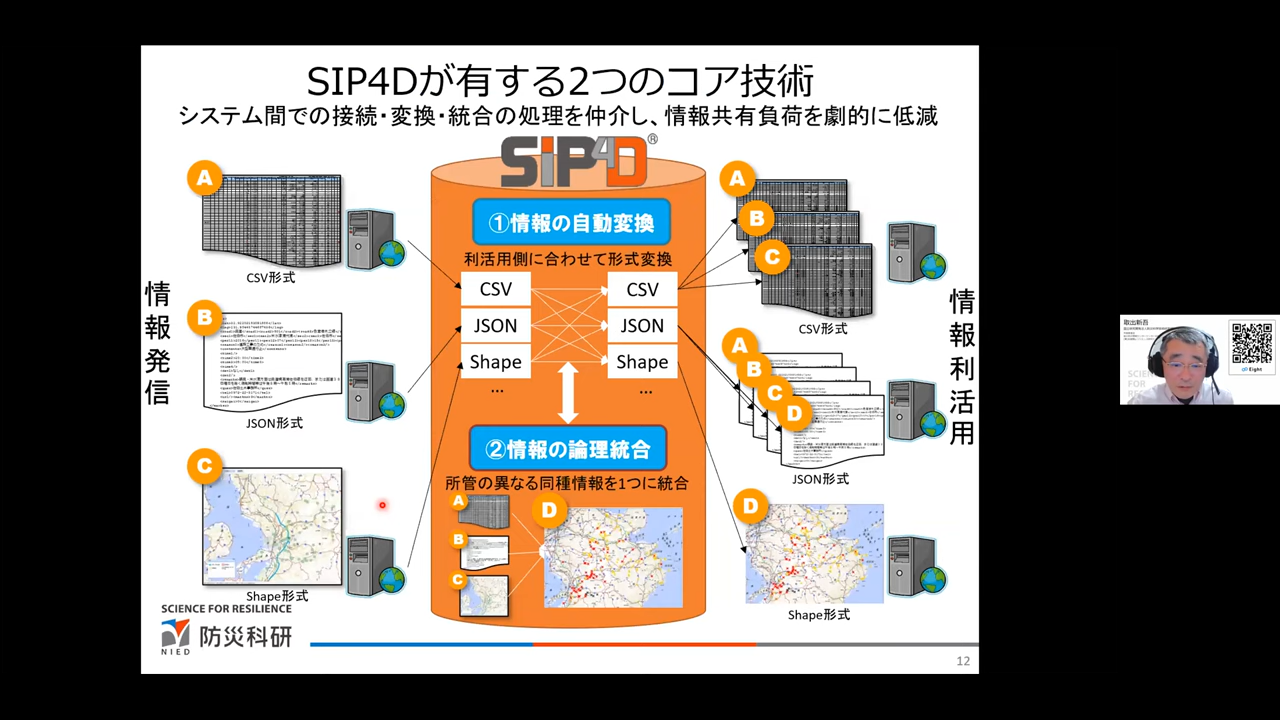 SIP4Dが有する2つのコア技術
システム間での接続・変換・統合の処理を仲介し、情報共有負荷を劇的に低減
SIP4D®
情報発信
A
CSV形式
B
JSON形式
C
Shape形式
①情報の自動変換
利活用側に合わせて形式変換
CSV
CSV
JSON
JSON
Shape
Shape
…
…
②情報の論理統合
所管の異なる同種情報を1つに統合
A
B
C
D
情報利活用
A
B
C
CSV形式
A
B
C
D
JSON形式
D
Shape形式
SCIENCE FOR RESILIENCE
防災科研
NIED
12
取出新吾
Eight